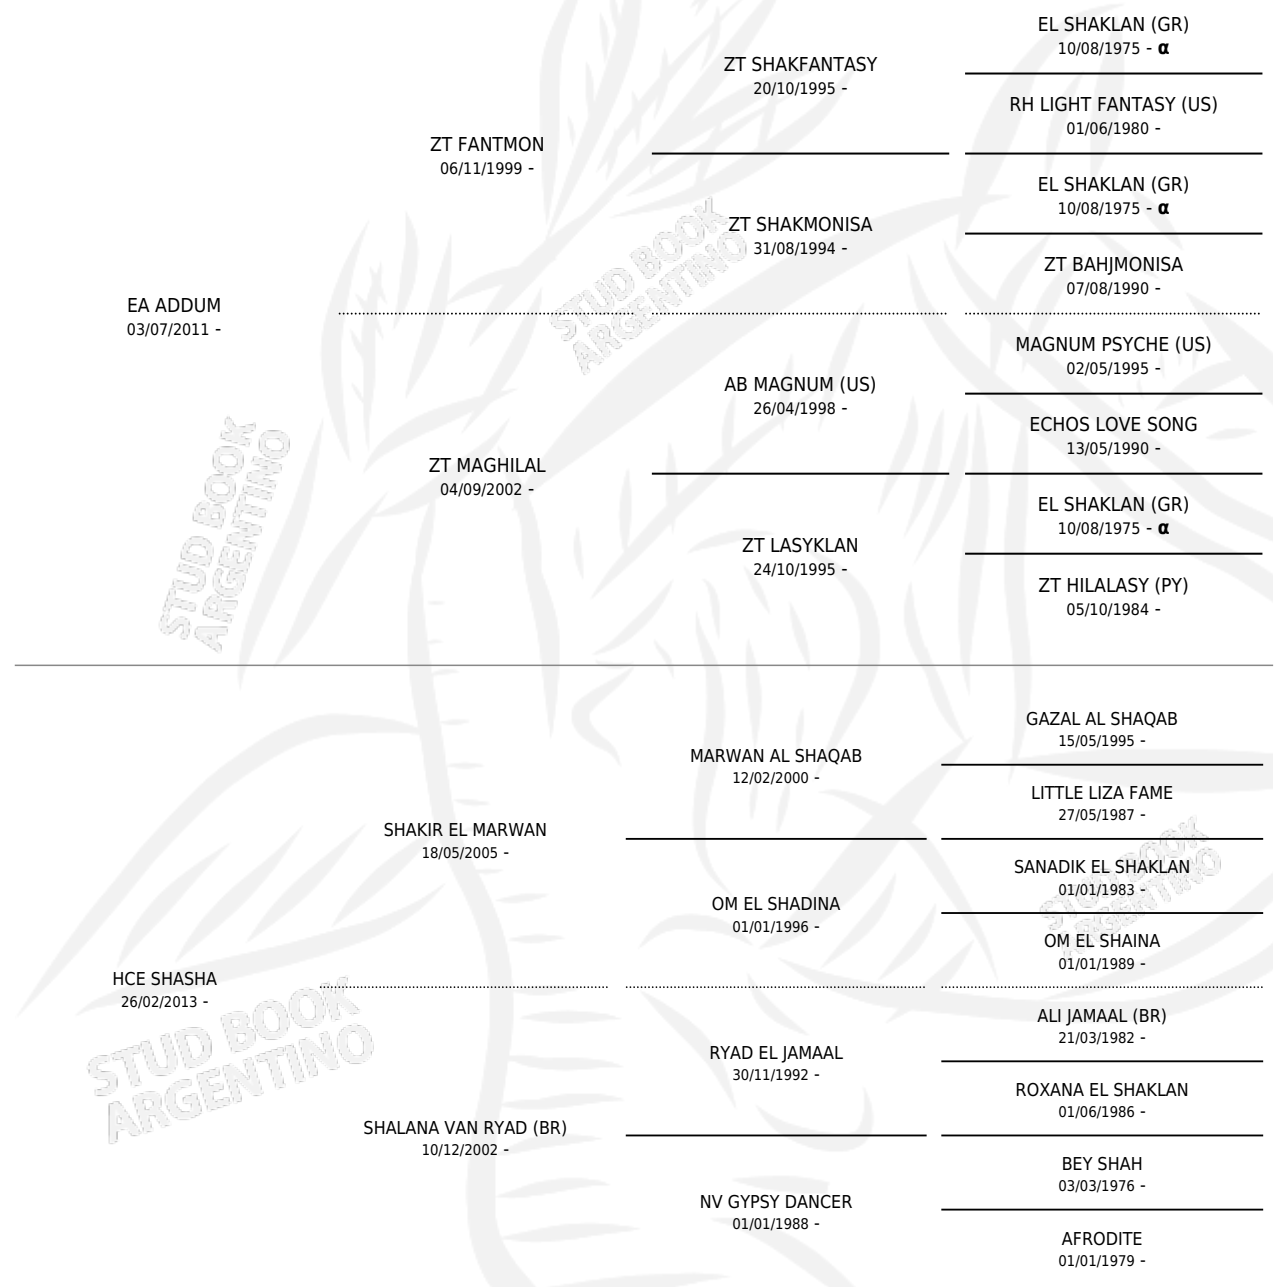 EL SHAKLAN (GR)
10/08/1975 - α
ZT SHAKFANTASY
20/10/1995 -
RH LIGHT FANTASY (US)
01/06/1980 -
ZT FANTMON
06/11/1999 -
EL SHAKLAN (GR)
10/08/1975 - α
ZT SHAKMONISA
31/08/1994 -
ZT BAHJMONISA
07/08/1990 -
EA ADDUM
03/07/2011 -
STUD BOOK
ARGENTINO
MAGNUM PSYCHE (US)
02/05/1995 -
AB MAGNUM (US)
26/04/1998 -
ECHOS LOVE SONG
13/05/1990 -
ZT MAGHILAL
04/09/2002 -
EL SHAKLAN (GR)
10/08/1975 - α
ZT LASYKLAN
24/10/1995 -
ZT HILALASY (PY)
05/10/1984 -
STUD BOOK
ARGENTINO
GAZAL AL SHAQAB
15/05/1995 -
MARWAN AL SHAQAB
12/02/2000 -
LITTLE LIZA FAME
27/05/1987 -
SHAKIR EL MARWAN
18/05/2005 -
SANADIK EL SHAKLAN
01/01/1983 -
OM EL SHADINA
01/01/1996 -
OM EL SHAINA
01/01/1989 -
STUD BOOK
ARGENTINO
HCE SHASHA
26/02/2013 -
ALI JAMAAL (BR)
21/03/1982 -
RYAD EL JAMAAL
30/11/1992 -
ROXANA EL SHAKLAN
01/06/1986 -
STUD BOOK
ARGENTINO
SHALANA VAN RYAD (BR)
10/12/2002 -
BEY SHAH
03/03/1976 -
NV GYPSY DANCER
01/01/1988 -
AFRODITE
01/01/1979 -